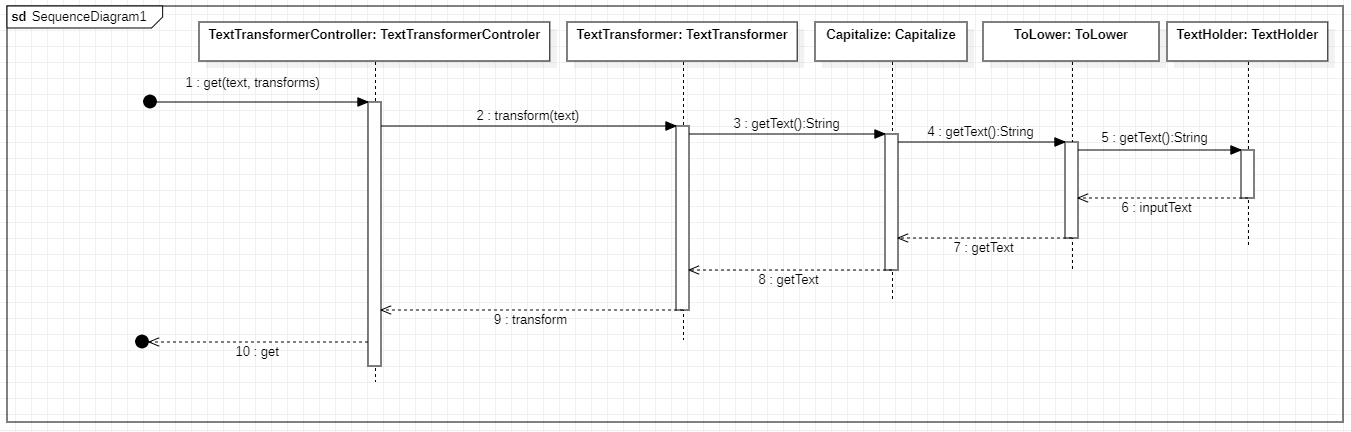 sd SequenceDiagram1
TextTransformerController: TextTransformerControler
TextTransformer: TextTransformer
Capitalize: Capitalize
ToLower: ToLower
TextHolder: TextHolder
1 : get(text, transforms)
2 : transform(text)
3 : getText():String
4 : getText():String
5 : getText():String
6 : inputText
7 : getText
8 : getText
9 : transform
10 : get